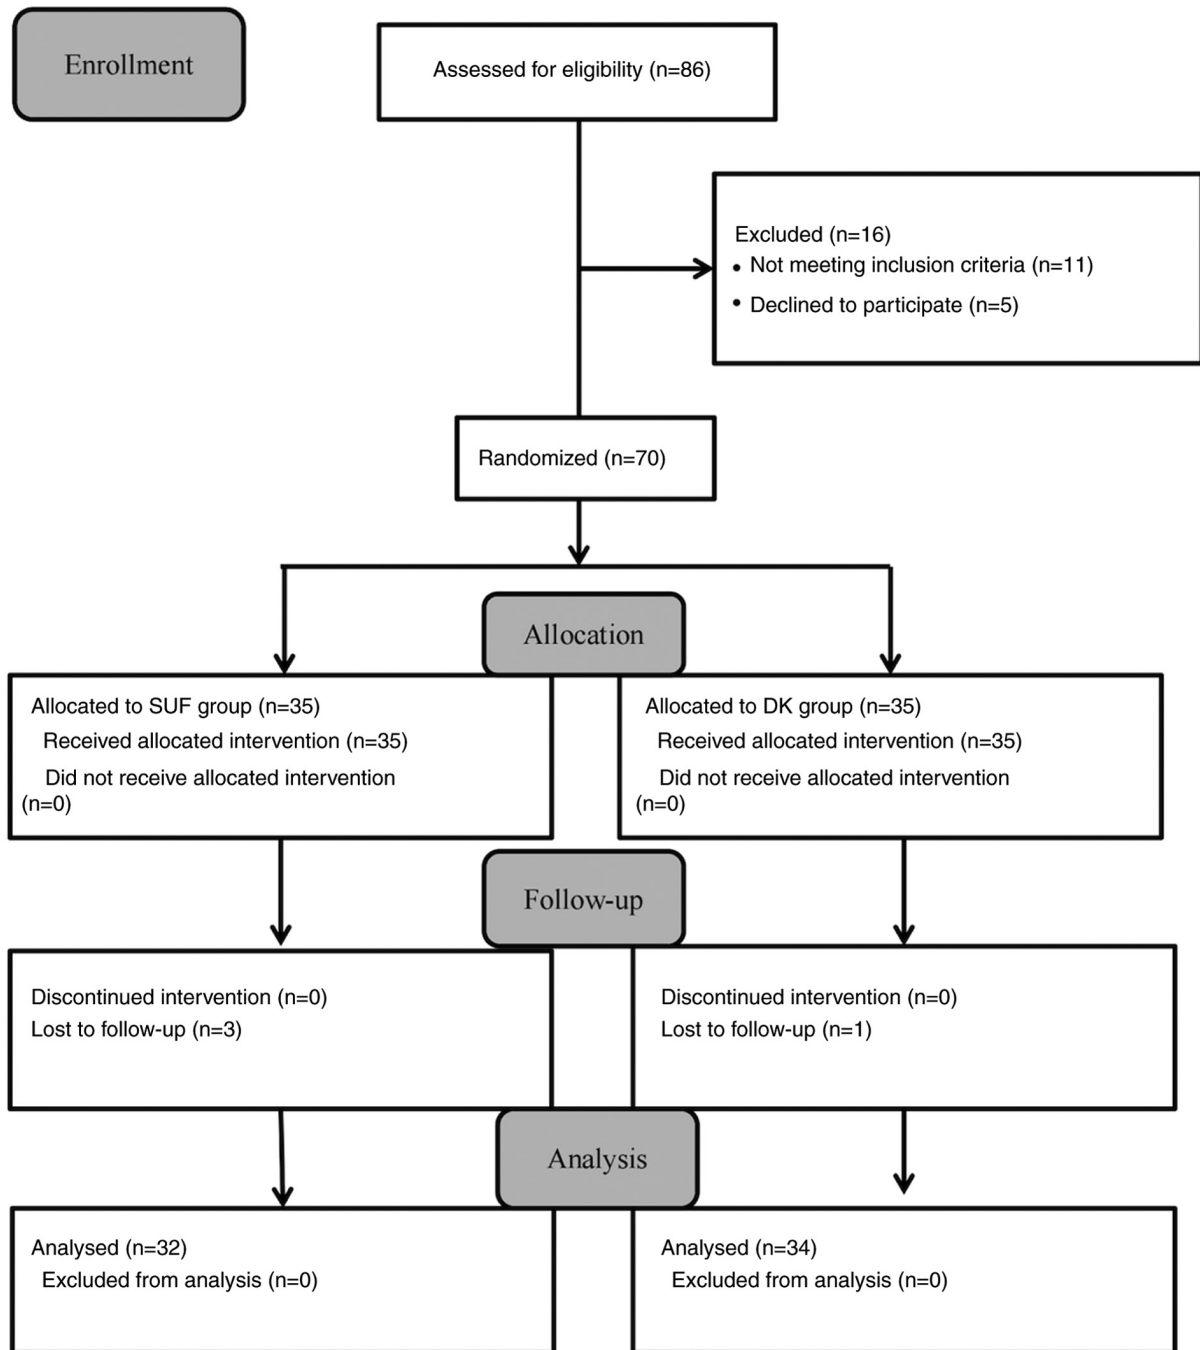 Enrollment
Assessed for eligibility (n=86)
Excluded (n=16)
• Not meeting inclusion criteria (n=11)
• Declined to participate (n=5)
Randomized (n=70)
Allocation
Allocated to SUF group (n=35)
Received allocated intervention (n=35)
Did not receive allocated intervention
(n=0)
Allocated to DK group (n=35)
Received allocated intervention (n=35)
Did not receive allocated intervention
(n=0)
Follow-up
Discontinued intervention (n=0)
Lost to follow-up (n=3)
Discontinued intervention (n=0)
Lost to follow-up (n=1)
Analysis
Analysed (n=32)
Excluded from analysis (n=0)
Analysed (n=34)
Excluded from analysis (n=0)